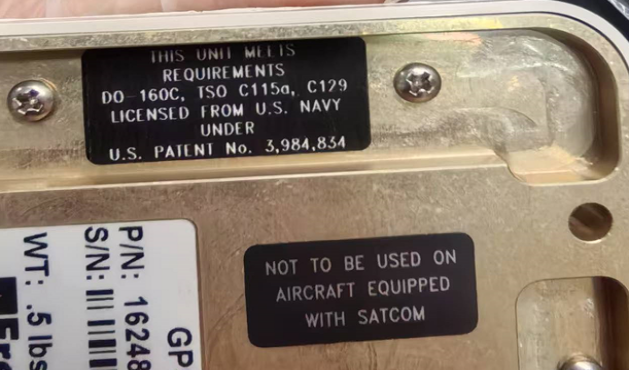 THIS UNIT MEETS
REQUIREMENTS
DO-160C, TSO C115a, C129
LICENSED FROM U.S. NAVY
UNDER
U.S. PATENT No. 3,984,834
NOT TO BE USED ON
AIRCRAFT EQUIPPED
WITH SATCOM
GP
P/N: 16248
S/N:
WT: .5 lbs